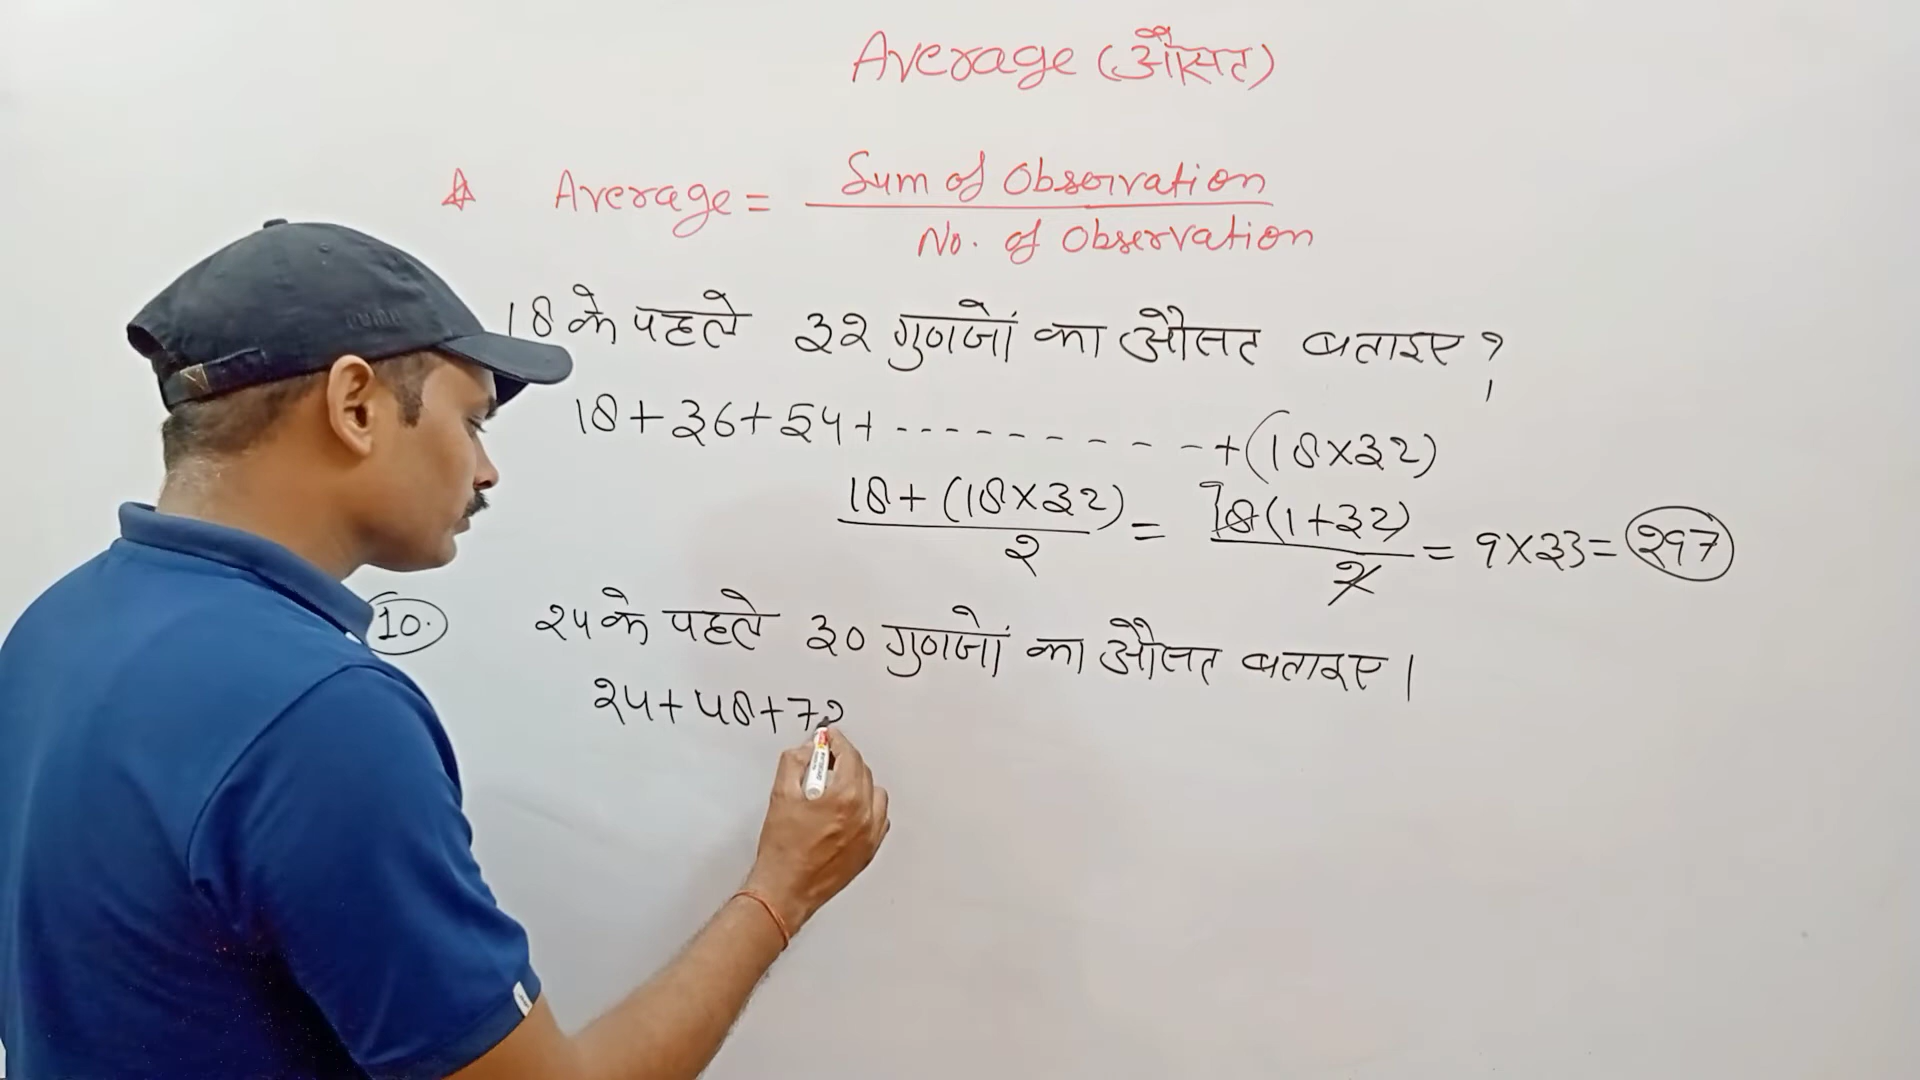 Average (औसत)
☆ Average = Sum of Observation / No. of Observation
18 के पहले 32 गुणजों का औसत बताइए ?
18+36+54+ - - - - - - - - - - +(18×32)
18+(18×32) / 2 = 18(1+32) / 2 = 9×33 = 297
10. 24 के पहले 30 गुणजों का औसत बताइए ।
24+48+72